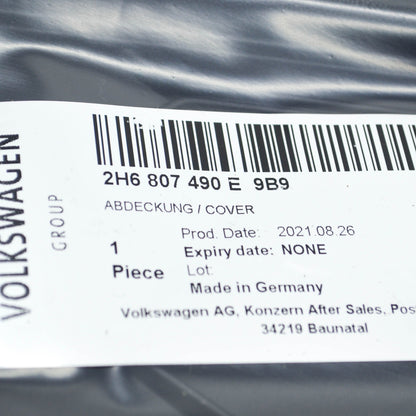 VOLKSWAGEN
GROUP
2H6 807 490 E 9B9
ABDECKUNG / COVER
Prod. Date: 2021.08.26
1 Expiry date: NONE
Piece Lot:
Made in Germany
Volkswagen AG, Konzern After Sales, Pos
34219 Baunatal